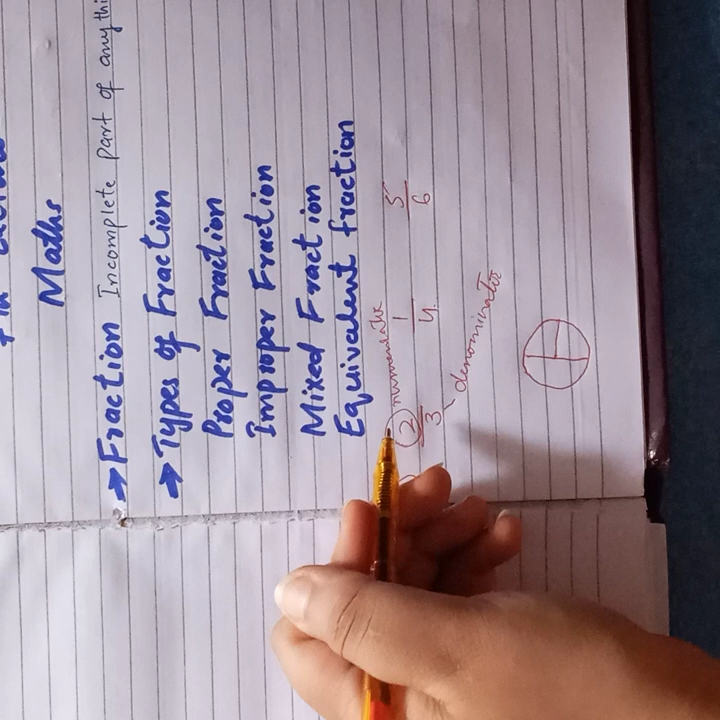 Maths
→ Fraction Incomplete part of anythi
→ Types of Fraction
Proper Fraction
Improper Fraction
Mixed Fraction
Equivalent fraction
2/3 numerator 1/4 5/6
denominator